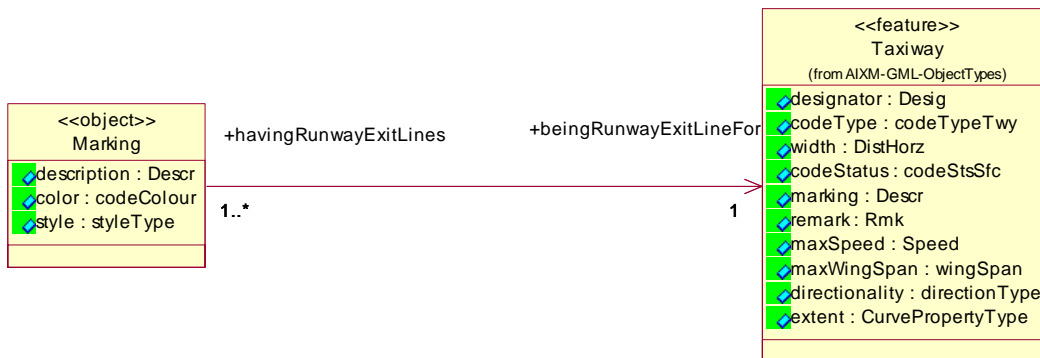 <<object>>
Marking
description : Descr
color : codeColour
style : styleType
+havingRunwayExitLines
1..*
+beingRunwayExitLineFor
1
<<feature>>
Taxiway
(from AIXM-GML-ObjectTypes)
designator : Desig
codeType : codeTypeTwy
width : DistHorz
codeStatus : codeStsSfc
marking : Descr
remark : Rmk
maxSpeed : Speed
maxWingSpan : wingSpan
directionality : directionType
extent : CurvePropertyType